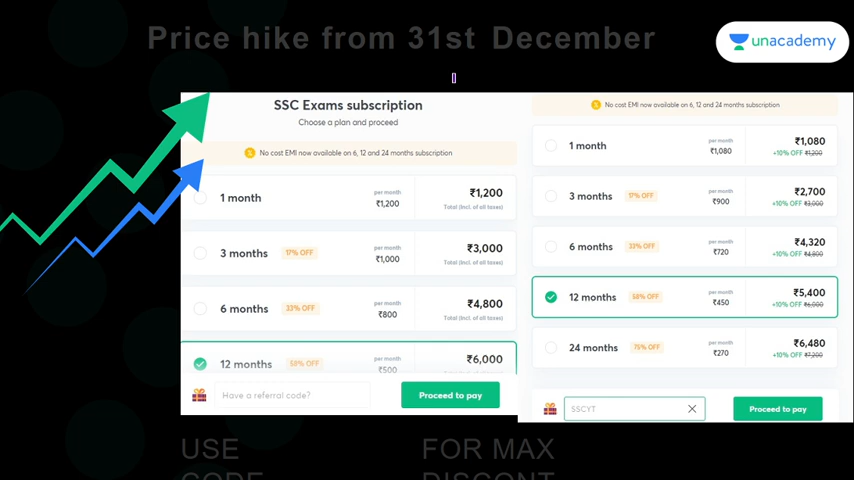 Price hike from 31st December
unacademy
SSC Exams subscription
Choose a plan and proceed
No cost EMI now available on 6, 12 and 24 months subscription
1 month
per month
₹1,200
₹1,200
Total (Incl. of all taxes)
3 months
17% OFF
per month
₹1,000
₹3,000
Total (Incl. of all taxes)
6 months
33% OFF
per month
₹800
₹4,800
Total (Incl. of all taxes)
12 months
58% OFF
per month
₹500
₹6,000
Have a referral code?
Proceed to pay
No cost EMI now available on 6, 12 and 24 months subscription
1 month
per month
₹1,080
₹1,080
+10% OFF ₹1,200
3 months
17% OFF
per month
₹900
₹2,700
+10% OFF ₹3,000
6 months
33% OFF
per month
₹720
₹4,320
+10% OFF ₹4,800
12 months
58% OFF
per month
₹450
₹5,400
+10% OFF ₹6,000
24 months
75% OFF
per month
₹270
₹6,480
+10% OFF ₹7,200
SSCYT
Proceed to pay
USE
CODE
FOR MAX
DISCONT